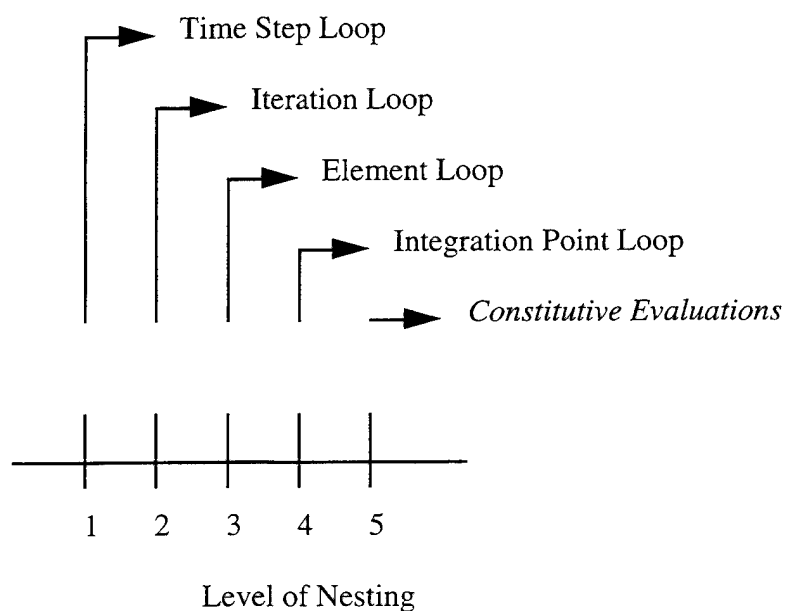 Time Step Loop
Iteration Loop
Element Loop
Integration Point Loop
Constitutive Evaluations
1 2 3 4 5
Level of Nesting